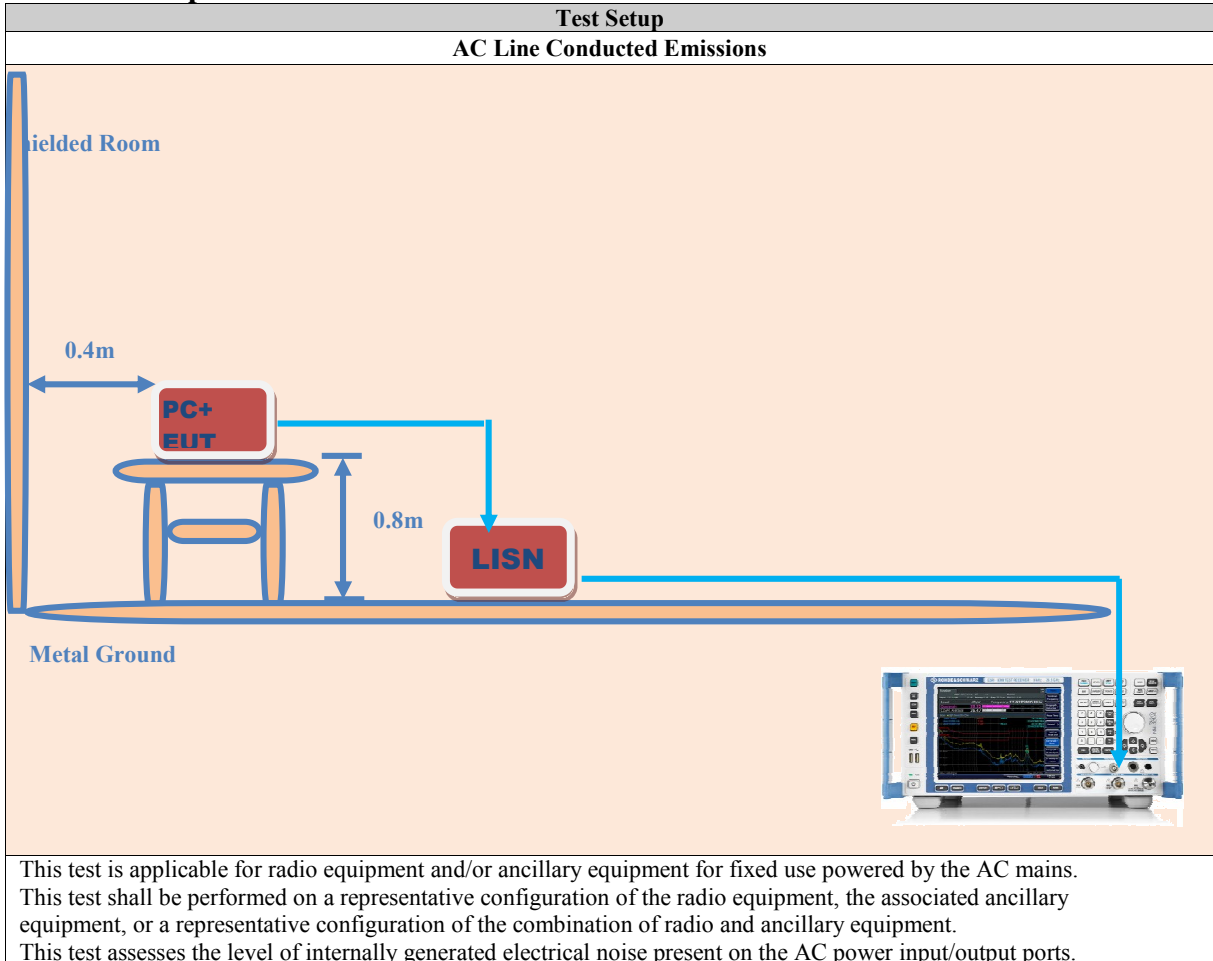 Test Setup
AC Line Conducted Emissions
hielded Room
0.4m
PC+
EUT
0.8m
LISN
Metal Ground
ROHDE&SCHWARZ
This test is applicable for radio equipment and/or ancillary equipment for fixed use powered by the AC mains.
This test shall be performed on a representative configuration of the radio equipment, the associated ancillary
equipment, or a representative configuration of the combination of radio and ancillary equipment.
This test assesses the level of internally generated electrical noise present on the AC power input/output ports.